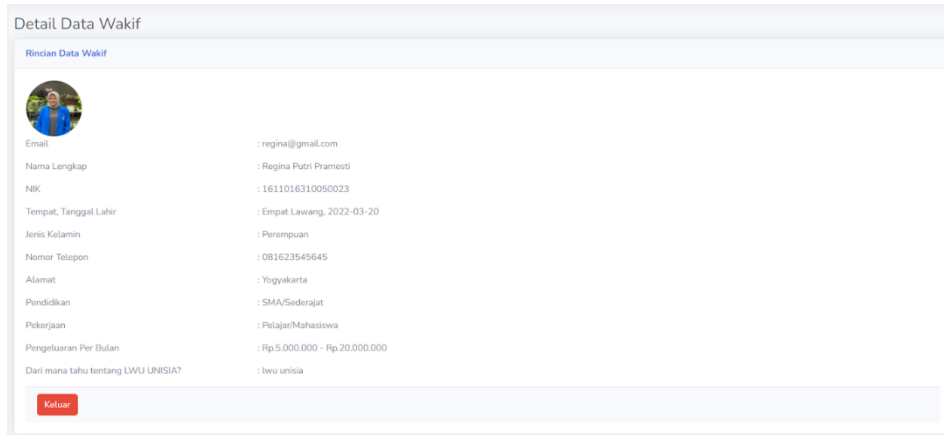 Detail Data Wakif
Rincian Data Wakif
Email : regina@gmail.com
Nama Lengkap : Regina Putri Pramesti
NIK : 1611016310050023
Tempat, Tanggal Lahir : Empat Lawang, 2022-03-20
Jenis Kelamin : Perempuan
Nomor Telepon : 081623545645
Alamat : Yogyakarta
Pendidikan : SMA/Sederajat
Pekerjaan : Pelajar/Mahasiswa
Pengeluaran Per Bulan : Rp.5.000.000 - Rp.20.000.000
Dari mana tahu tentang LWU UNISIA? : lwu unisia
Keluar